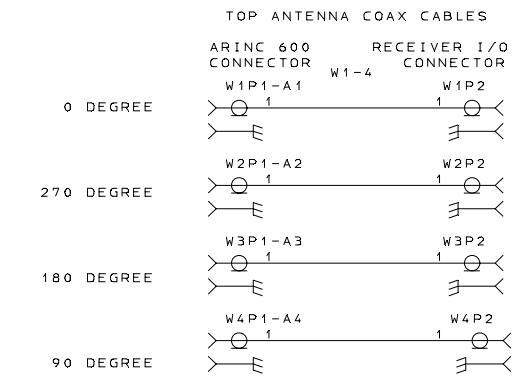 TOP ANTENNA COAX CABLES
ARINC 600 CONNECTOR
RECEIVER I/O CONNECTOR
W1-4
W1P1-A1 W1P2
1 1
0 DEGREE
W2P1-A2 W2P2
1 1
270 DEGREE
W3P1-A3 W3P2
1 1
180 DEGREE
W4P1-A4 W4P2
1 1
90 DEGREE